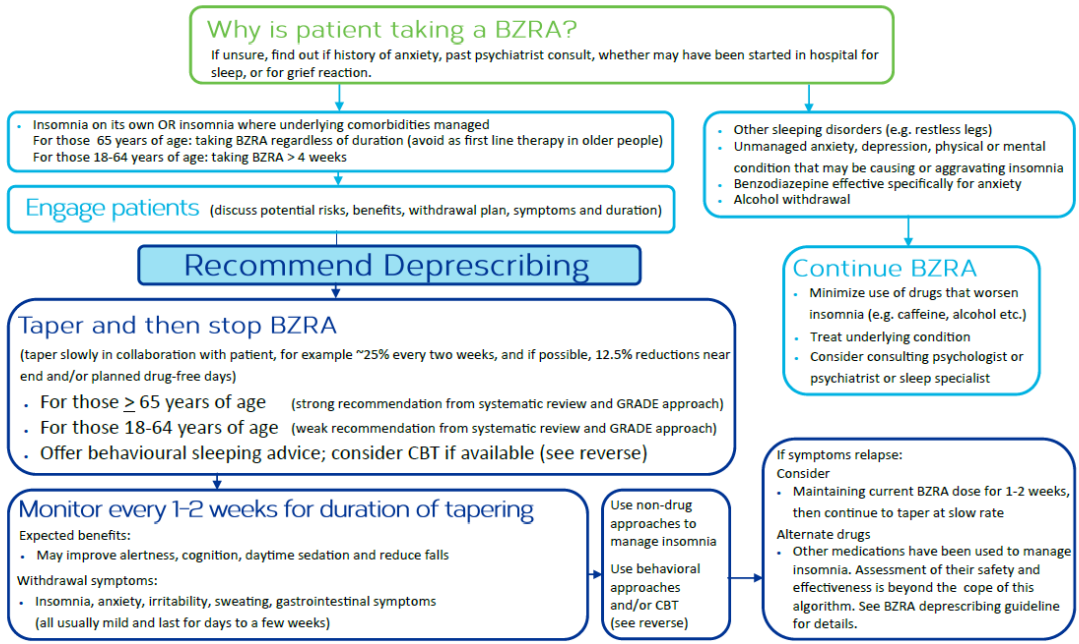 Why is patient taking a BZRA?
If unsure, find out if history of anxiety, past psychiatrist consult, whether may have been started in hospital for
sleep, or for grief reaction.
• Insomnia on its own OR insomnia where underlying comorbidities managed
For those 65 years of age: taking BZRA regardless of duration (avoid as first line therapy in older people)
For those 18-64 years of age: taking BZRA > 4 weeks
• Other sleeping disorders (e.g. restless legs)
• Unmanaged anxiety, depression, physical or mental
condition that may be causing or aggravating insomnia
• Benzodiazepine effective specifically for anxiety
• Alcohol withdrawal
Engage patients (discuss potential risks, benefits, withdrawal plan, symptoms and duration)
Recommend Deprescribing
Continue BZRA
• Minimize use of drugs that worsen
insomnia (e.g. caffeine, alcohol etc.)
• Treat underlying condition
• Consider consulting psychologist or
psychiatrist or sleep specialist
Taper and then stop BZRA
(taper slowly in collaboration with patient, for example ~25% every two weeks, and if possible, 12.5% reductions near
end and/or planned drug-free days)
• For those ≥ 65 years of age (strong recommendation from systematic review and GRADE approach)
• For those 18-64 years of age (weak recommendation from systematic review and GRADE approach)
• Offer behavioural sleeping advice; consider CBT if available (see reverse)
Monitor every 1-2 weeks for duration of tapering
Expected benefits:
• May improve alertness, cognition, daytime sedation and reduce falls
Withdrawal symptoms:
• Insomnia, anxiety, irritability, sweating, gastrointestinal symptoms
(all usually mild and last for days to a few weeks)
Use non-drug
approaches to
manage insomnia
Use behavioral
approaches
and/or CBT
(see reverse)
If symptoms relapse:
Consider
• Maintaining current BZRA dose for 1-2 weeks,
then continue to taper at slow rate
Alternate drugs
• Other medications have been used to manage
insomnia. Assessment of their safety and
effectiveness is beyond the cope of this
algorithm. See BZRA deprescribing guideline
for details.